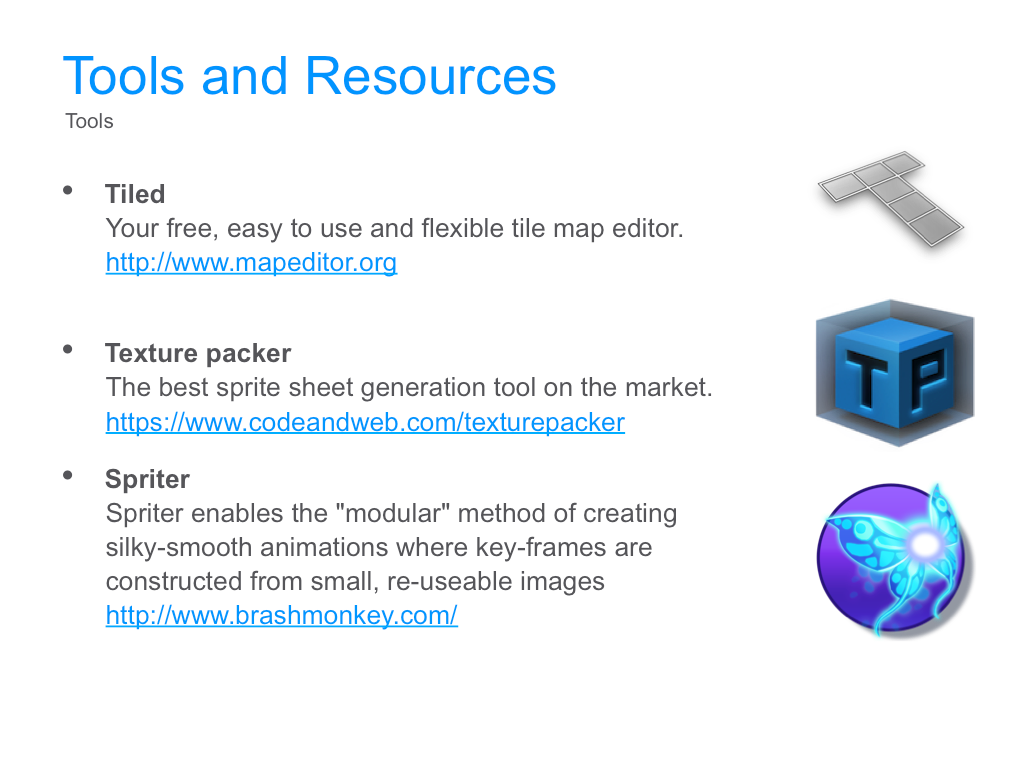 Tools and Resources
Tools
• Tiled
Your free, easy to use and flexible tile map editor.
http://www.mapeditor.org
• Texture packer
The best sprite sheet generation tool on the market.
https://www.codeandweb.com/texturepacker
• Spriter
Spriter enables the "modular" method of creating
silky-smooth animations where key-frames are
constructed from small, re-useable images
http://www.brashmonkey.com/
T
TP